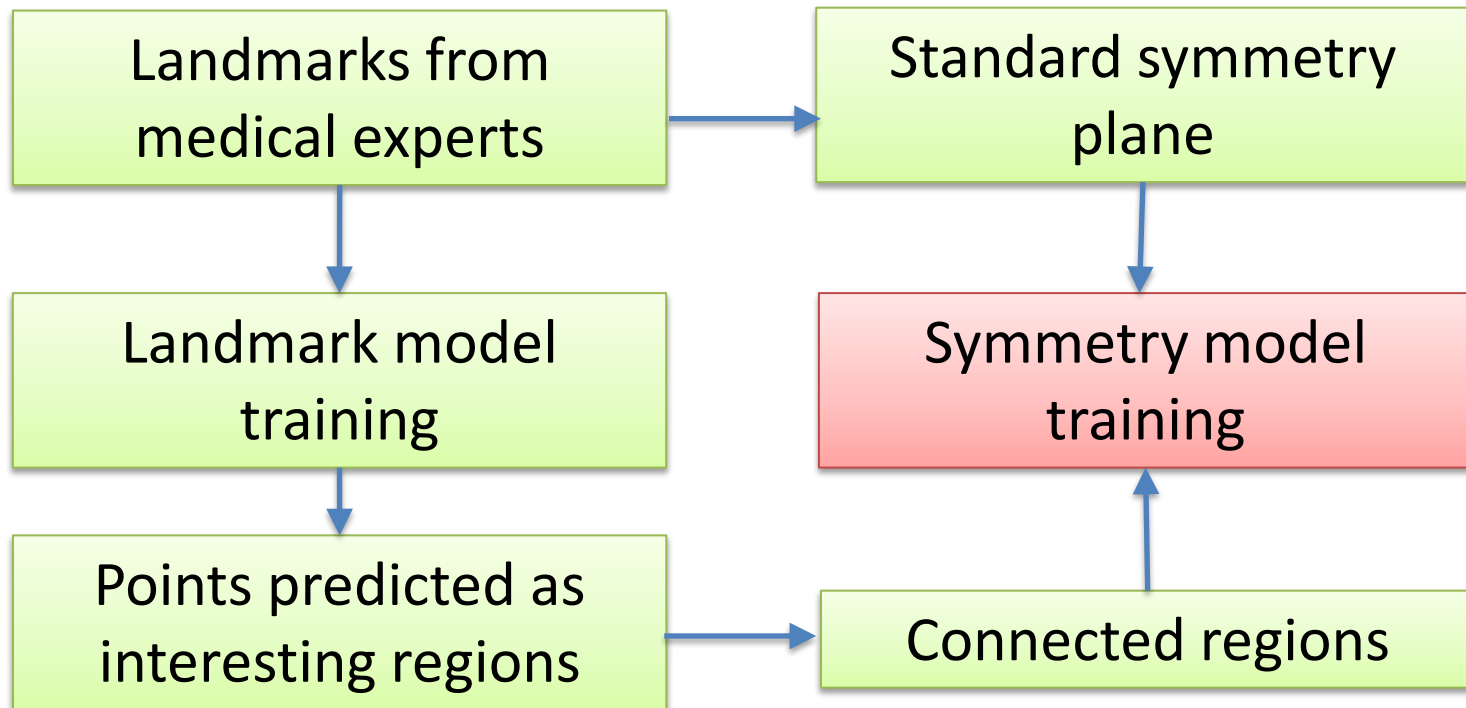 Landmarks from
medical experts
Standard symmetry
plane
Landmark model
training
Symmetry model
training
Points predicted as
interesting regions
Connected regions